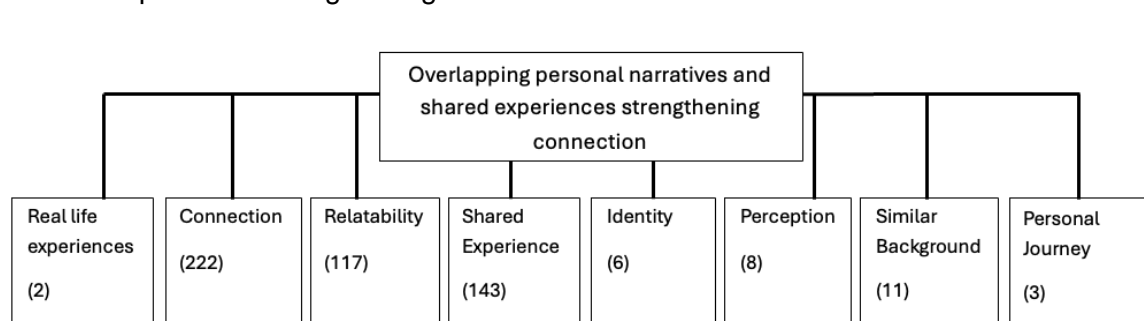 Overlapping personal narratives and
shared experiences strengthening
connection
Real life
experiences
(2)
Connection
(222)
Relatability
(117)
Shared
Experience
(143)
Identity
(6)
Perception
(8)
Similar
Background
(11)
Personal
Journey
(3)